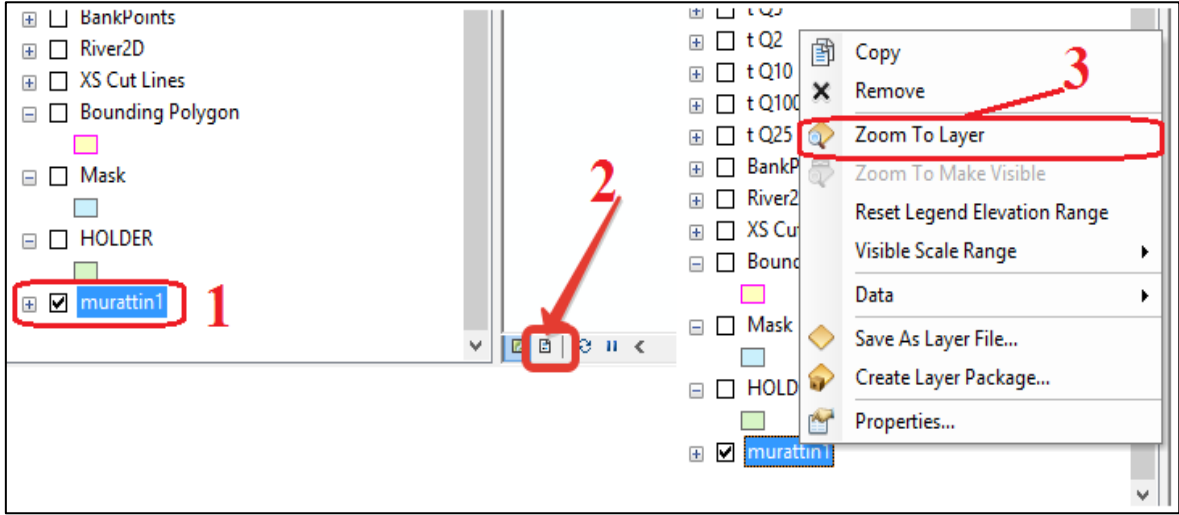 BankPoints
River2D
XS Cut Lines
Bounding Polygon
Mask
HOLDER
murattin1
1
2
t Q2
t Q10
t Q100
t Q25
BankP
River2
XS Cu
Bound
Mask
HOLD
murattin1
Copy
Remove
3
Zoom To Layer
Zoom To Make Visible
Reset Legend Elevation Range
Visible Scale Range
Data
Save As Layer File...
Create Layer Package...
Properties...